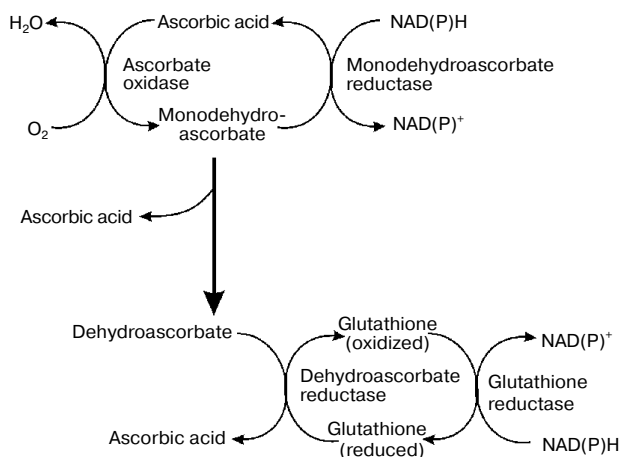 H₂O
Ascorbic acid
NAD(P)H
Ascorbate
oxidase
Monodehydroascorbate
reductase
O₂
Monodehydro-
ascorbate
NAD(P)⁺
Ascorbic acid
Dehydroascorbate
Glutathione
(oxidized)
NAD(P)⁺
Dehydroascorbate
reductase
Glutathione
reductase
Ascorbic acid
Glutathione
(reduced)
NAD(P)H